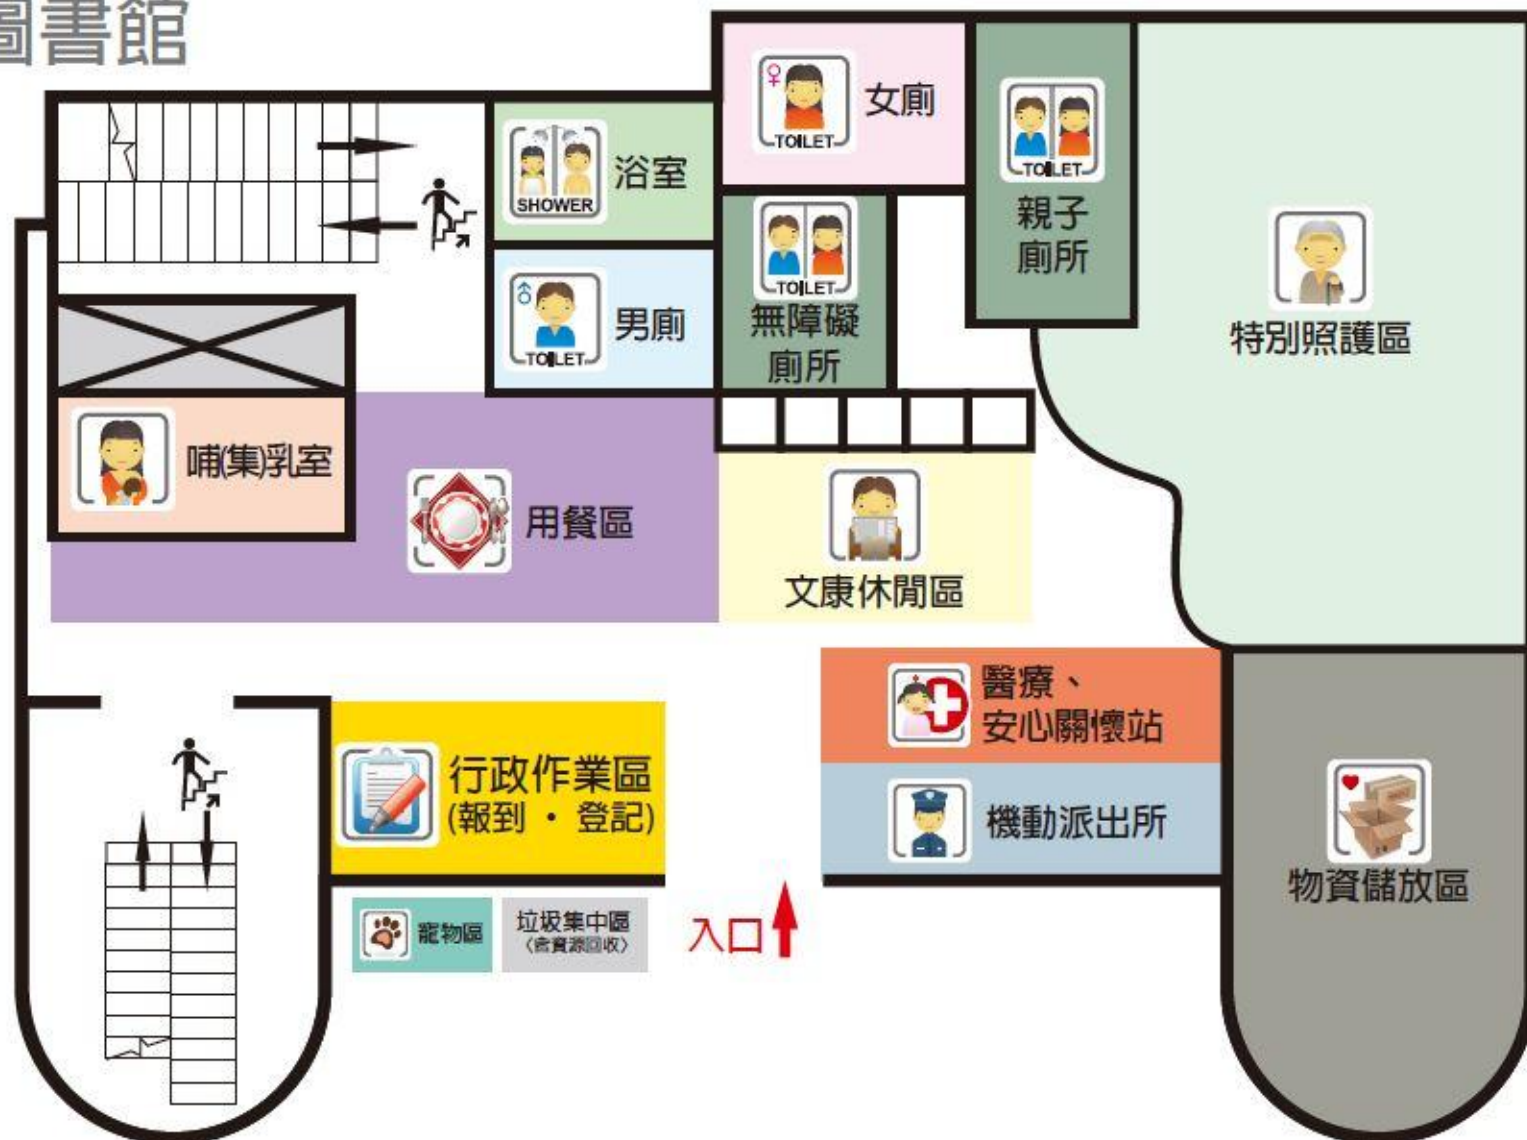 圖書館
女廁
TOILET
浴室
SHOWER
TOILET
親子
廁所
男廁
TOILET
TOILET
無障礙
廁所
特別照護區
哺(集)乳室
用餐區
文康休閒區
醫療、
安心關懷站
行政作業區
(報到・登記)
機動派出所
物資儲放區
寵物區
垃圾集中區
〈含資源回收〉
入口